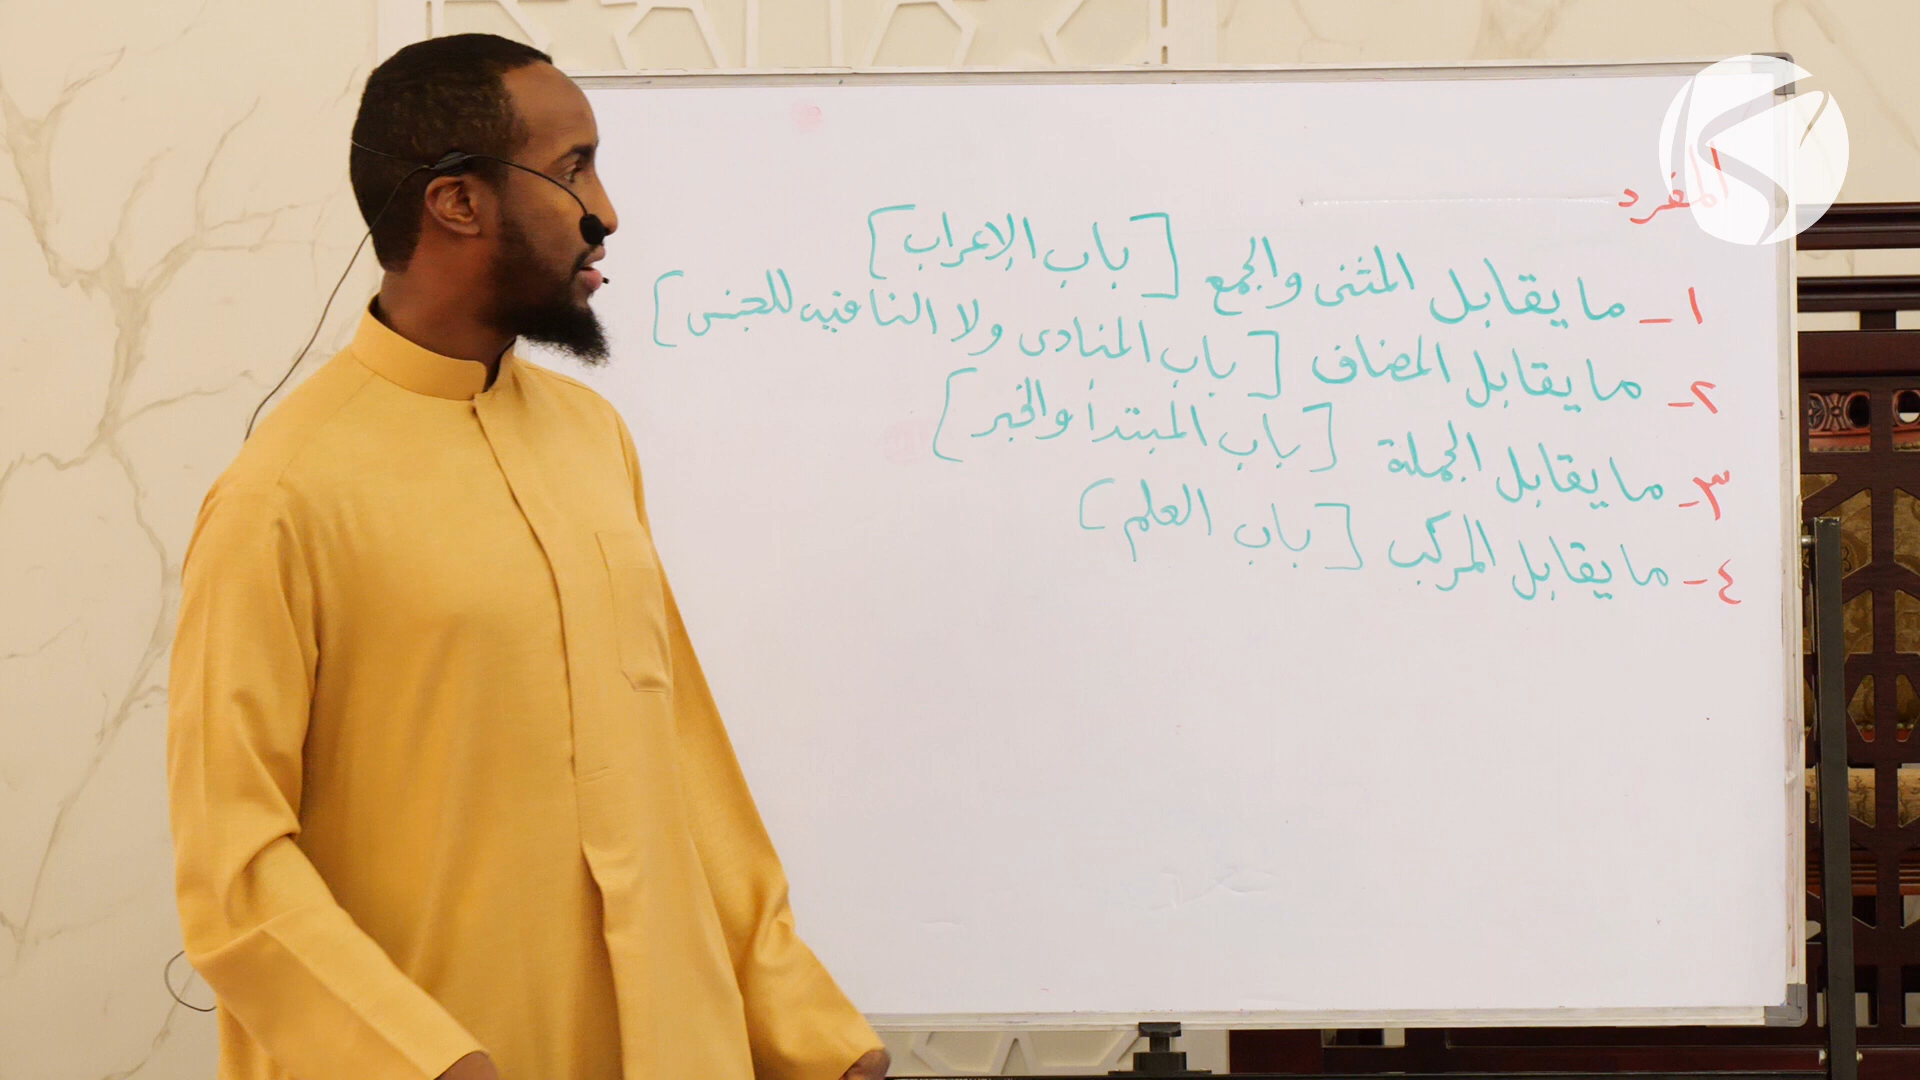 المفرد
١- ما يقابل المثنى والجمع [باب الإعراب]
٢- ما يقابل المضاف [باب المنادى ولا النافية للجنس]
٣- ما يقابل الجملة [باب المبتدأ والخبر]
٤- ما يقابل المركب [باب العلم]